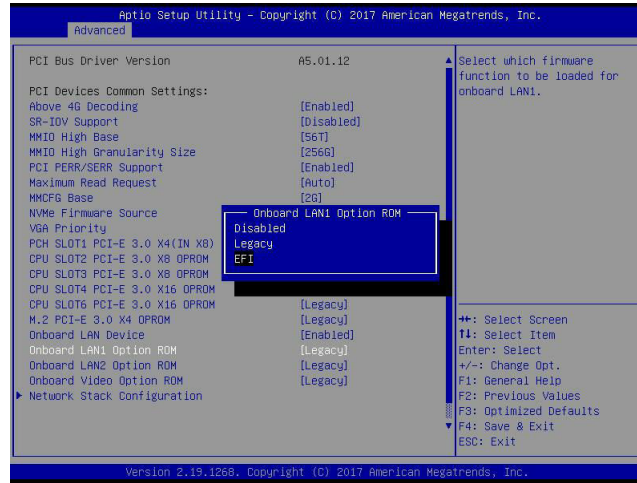 Aptio Setup Utility – Copyright (C) 2017 American Megatrends, Inc.
Advanced
PCI Bus Driver Version A5.01.12
PCI Devices Common Settings:
Above 4G Decoding [Enabled]
SR-IOV Support [Disabled]
MMIO High Base [56T]
MMIO High Granularity Size [256G]
PCI PERR/SERR Support [Enabled]
Maximum Read Request [Auto]
MMCFG Base [2G]
NVMe Firmware Source
VGA Priority
PCH SLOT1 PCI-E 3.0 X4(IN X8)
CPU SLOT2 PCI-E 3.0 X8 OPROM
CPU SLOT3 PCI-E 3.0 X8 OPROM
CPU SLOT4 PCI-E 3.0 X16 OPROM
CPU SLOT6 PCI-E 3.0 X16 OPROM [Legacy]
M.2 PCI-E 3.0 X4 OPROM [Legacy]
Onboard LAN Device [Enabled]
Onboard LAN1 Option ROM [Legacy]
Onboard LAN2 Option ROM [Legacy]
Onboard Video Option ROM [Legacy]
Network Stack Configuration
Onboard LAN1 Option ROM
Disabled
Legacy
EFI
Select which firmware
function to be loaded for
onboard LAN1.
: Select Screen
↑↓: Select Item
Enter: Select
+/-: Change Opt.
F1: General Help
F2: Previous Values
F3: Optimized Defaults
F4: Save & Exit
ESC: Exit
Version 2.19.1268. Copyright (C) 2017 American Megatrends, Inc.